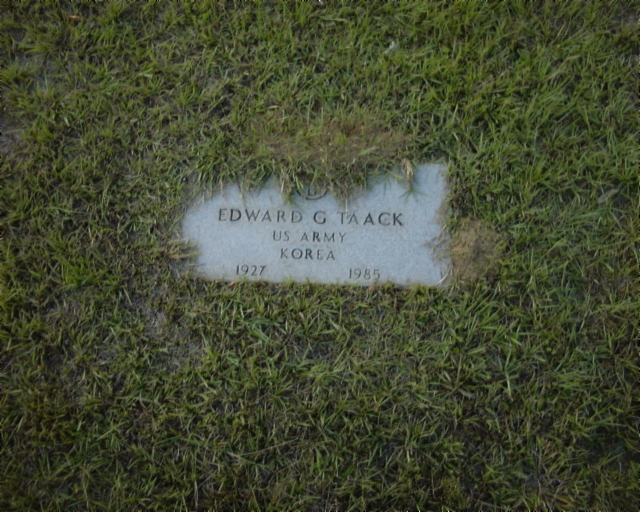 EDWARD G TAACK
US ARMY
KOREA
1927 1985